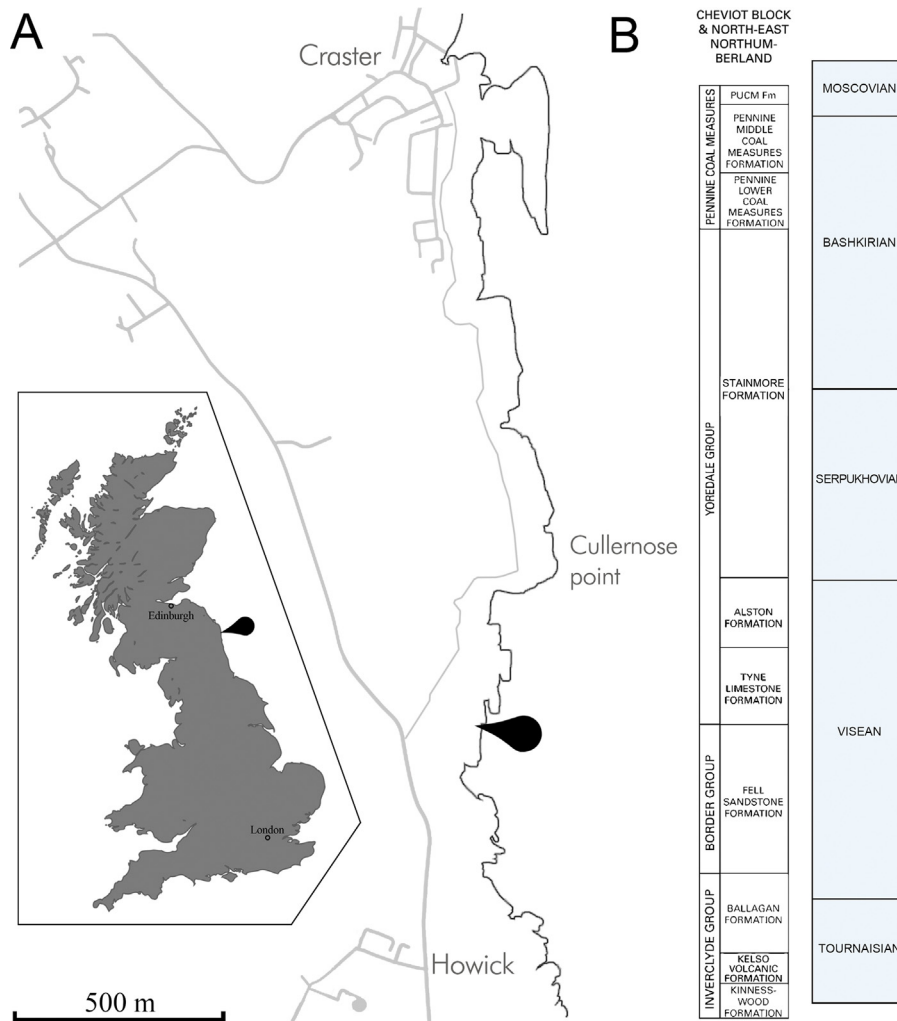 A
Craster
Cullernose
point
Edinburgh
London
Howick
500 m
B
CHEVIOT BLOCK
& NORTH-EAST
NORTHUM-
BERLAND
PENNINE COAL MEASURES
PUCM Fm
PENNINE
MIDDLE
COAL
MEASURES
FORMATION
PENNINE
LOWER
COAL
MEASURES
FORMATION
YOREDALE GROUP
STAINMORE
FORMATION
ALSTON
FORMATION
TYNE
LIMESTONE
FORMATION
BORDER GROUP
FELL
SANDSTONE
FORMATION
INVERCLYDE GROUP
BALLAGAN
FORMATION
KELSO
VOLCANIC
FORMATION
KINNESS-
WOOD
FORMATION
MOSCOVIAN
BASHKIRIAN
SERPUKHOVIAN
VISEAN
TOURNAISIAN